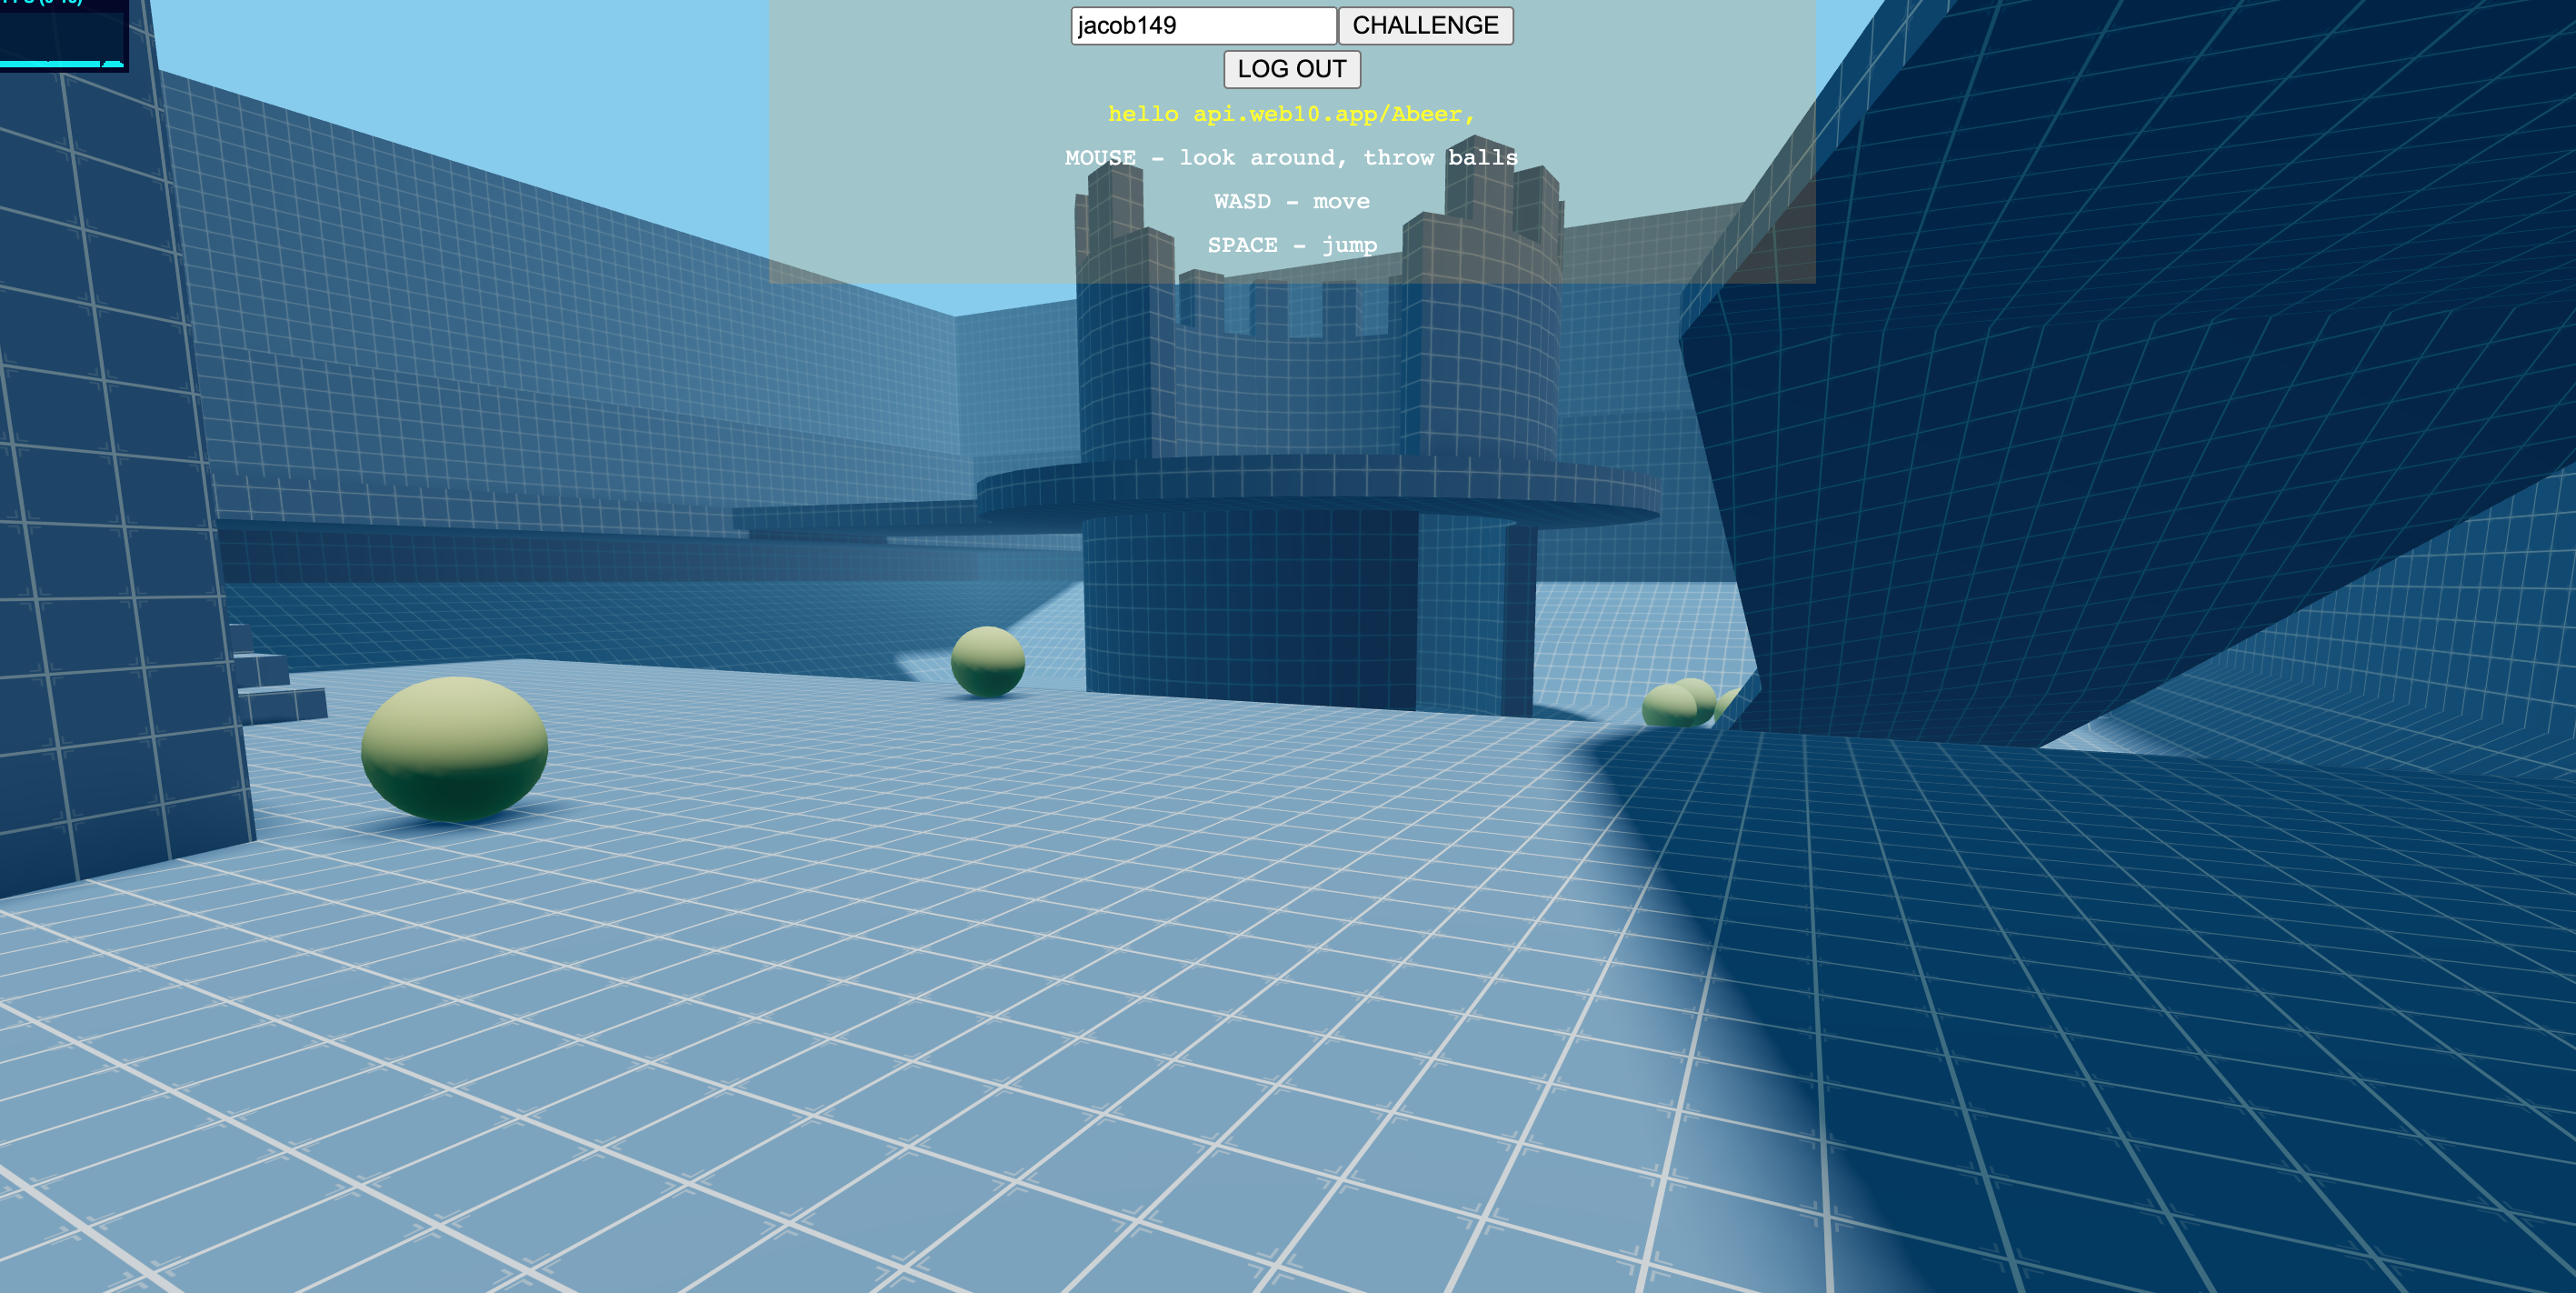 jacob149 CHALLENGE
LOG OUT
hello api.web10.app/Abeer,
MOUSE - look around, throw balls
WASD - move
SPACE - jump